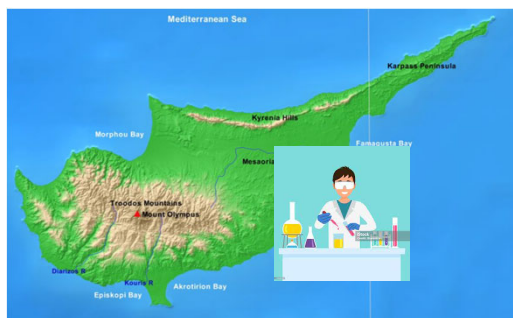 Mediterranean Sea
Karpass Peninsula
Kyrenia Hills
Morphou Bay
Famagusta Bay
Mesaoria
Troodos Mountains
Mount Olympus
Diarizos R
Kouris R
Akrotirion Bay
Episkopi Bay